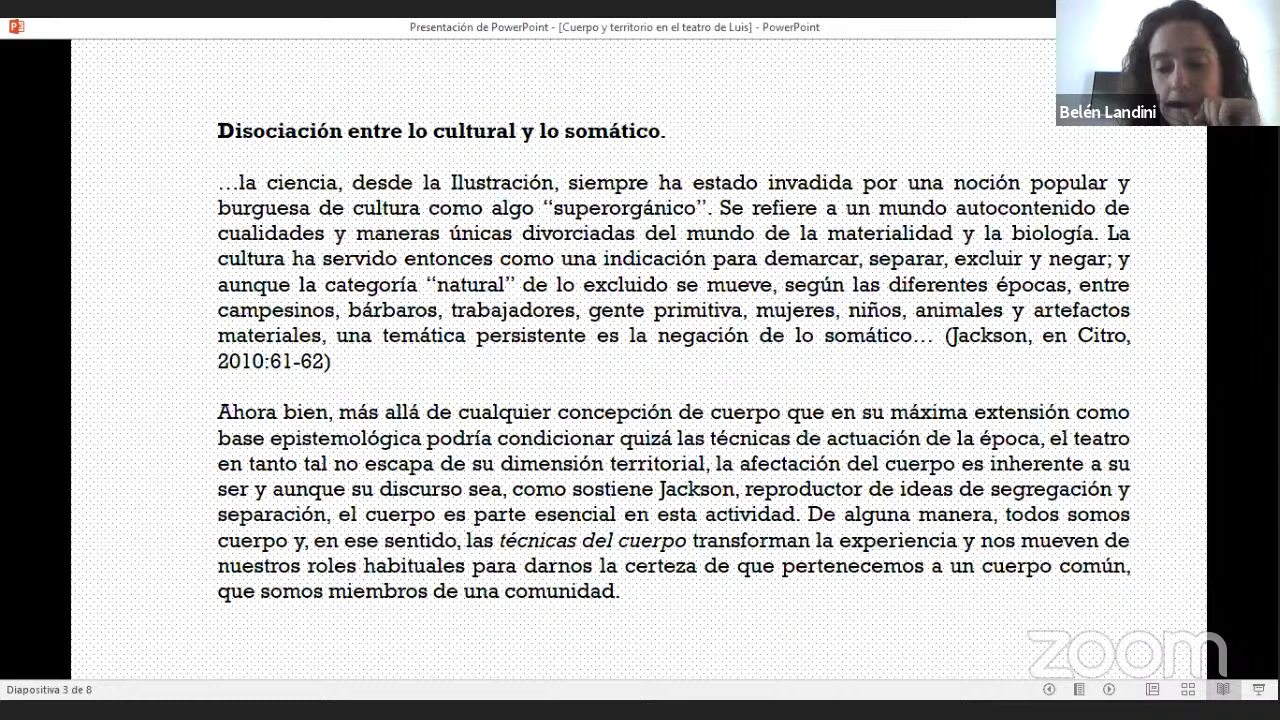 Presentación de PowerPoint - [Cuerpo y territorio en el teatro de Luis] - PowerPoint
Belén Landini
Disociación entre lo cultural y lo somático.
…la ciencia, desde la Ilustración, siempre ha estado invadida por una noción popular y
burguesa de cultura como algo “superorgánico”. Se refiere a un mundo autocontenido de
cualidades y maneras únicas divorciadas del mundo de la materialidad y la biología. La
cultura ha servido entonces como una indicación para demarcar, separar, excluir y negar; y
aunque la categoría “natural” de lo excluido se mueve, según las diferentes épocas, entre
campesinos, bárbaros, trabajadores, gente primitiva, mujeres, niños, animales y artefactos
materiales, una temática persistente es la negación de lo somático… (Jackson, en Citro,
2010:61-62)
Ahora bien, más allá de cualquier concepción de cuerpo que en su máxima extensión como
base epistemológica podría condicionar quizá las técnicas de actuación de la época, el teatro
en tanto tal no escapa de su dimensión territorial, la afectación del cuerpo es inherente a su
ser y aunque su discurso sea, como sostiene Jackson, reproductor de ideas de segregación y
separación, el cuerpo es parte esencial en esta actividad. De alguna manera, todos somos
cuerpo y, en ese sentido, las técnicas del cuerpo transforman la experiencia y nos mueven de
nuestros roles habituales para darnos la certeza de que pertenecemos a un cuerpo común,
que somos miembros de una comunidad.
zoom
Diapositiva 3 de 8